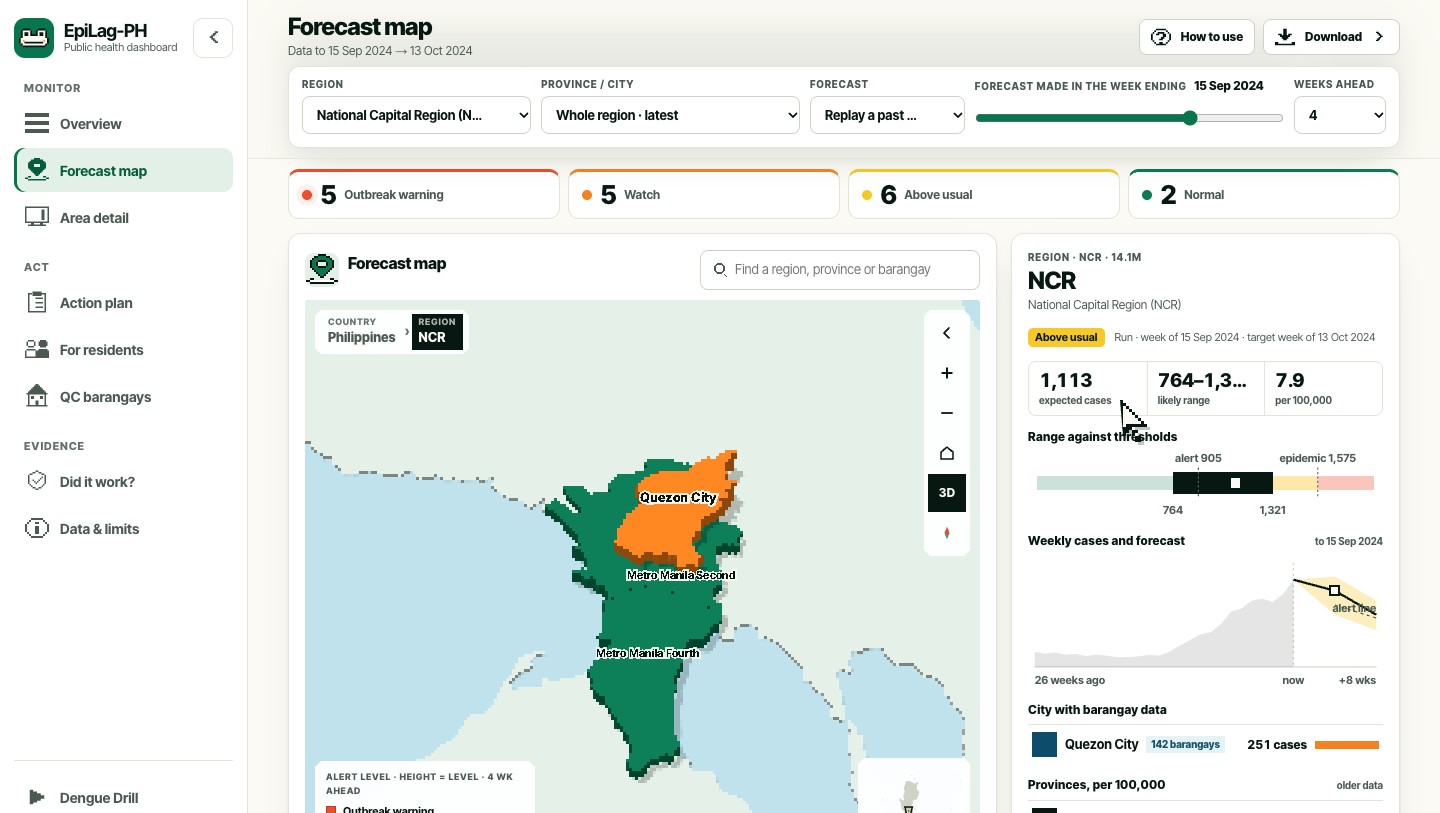 EpiLag-PH
Public health dashboard
MONITOR
Overview
Forecast map
Area detail
ACT
Action plan
For residents
QC barangays
EVIDENCE
Did it work?
Data & limits
Dengue Drill
Forecast map
Data to 15 Sep 2024 → 13 Oct 2024
How to use
Download
REGION
National Capital Region (N...
PROVINCE / CITY
Whole region · latest
FORECAST
Replay a past ...
FORECAST MADE IN THE WEEK ENDING 15 Sep 2024
WEEKS AHEAD
4
5 Outbreak warning
5 Watch
6 Above usual
2 Normal
Forecast map
Find a region, province or barangay
COUNTRY
Philippines
›
REGION
NCR
3D
Quezon City
Metro Manila Second
Metro Manila Fourth
ALERT LEVEL · HEIGHT = LEVEL · 4 WK
AHEAD
Outbreak warning
REGION · NCR · 14.1M
NCR
National Capital Region (NCR)
Above usual
Run · week of 15 Sep 2024 · target week of 13 Oct 2024
1,113
expected cases
764–1,3...
likely range
7.9
per 100,000
Range against thresholds
alert 905
epidemic 1,575
764
1,321
Weekly cases and forecast
to 15 Sep 2024
alert line
26 weeks ago
now
+8 wks
City with barangay data
Quezon City
142 barangays
251 cases
Provinces, per 100,000
older data